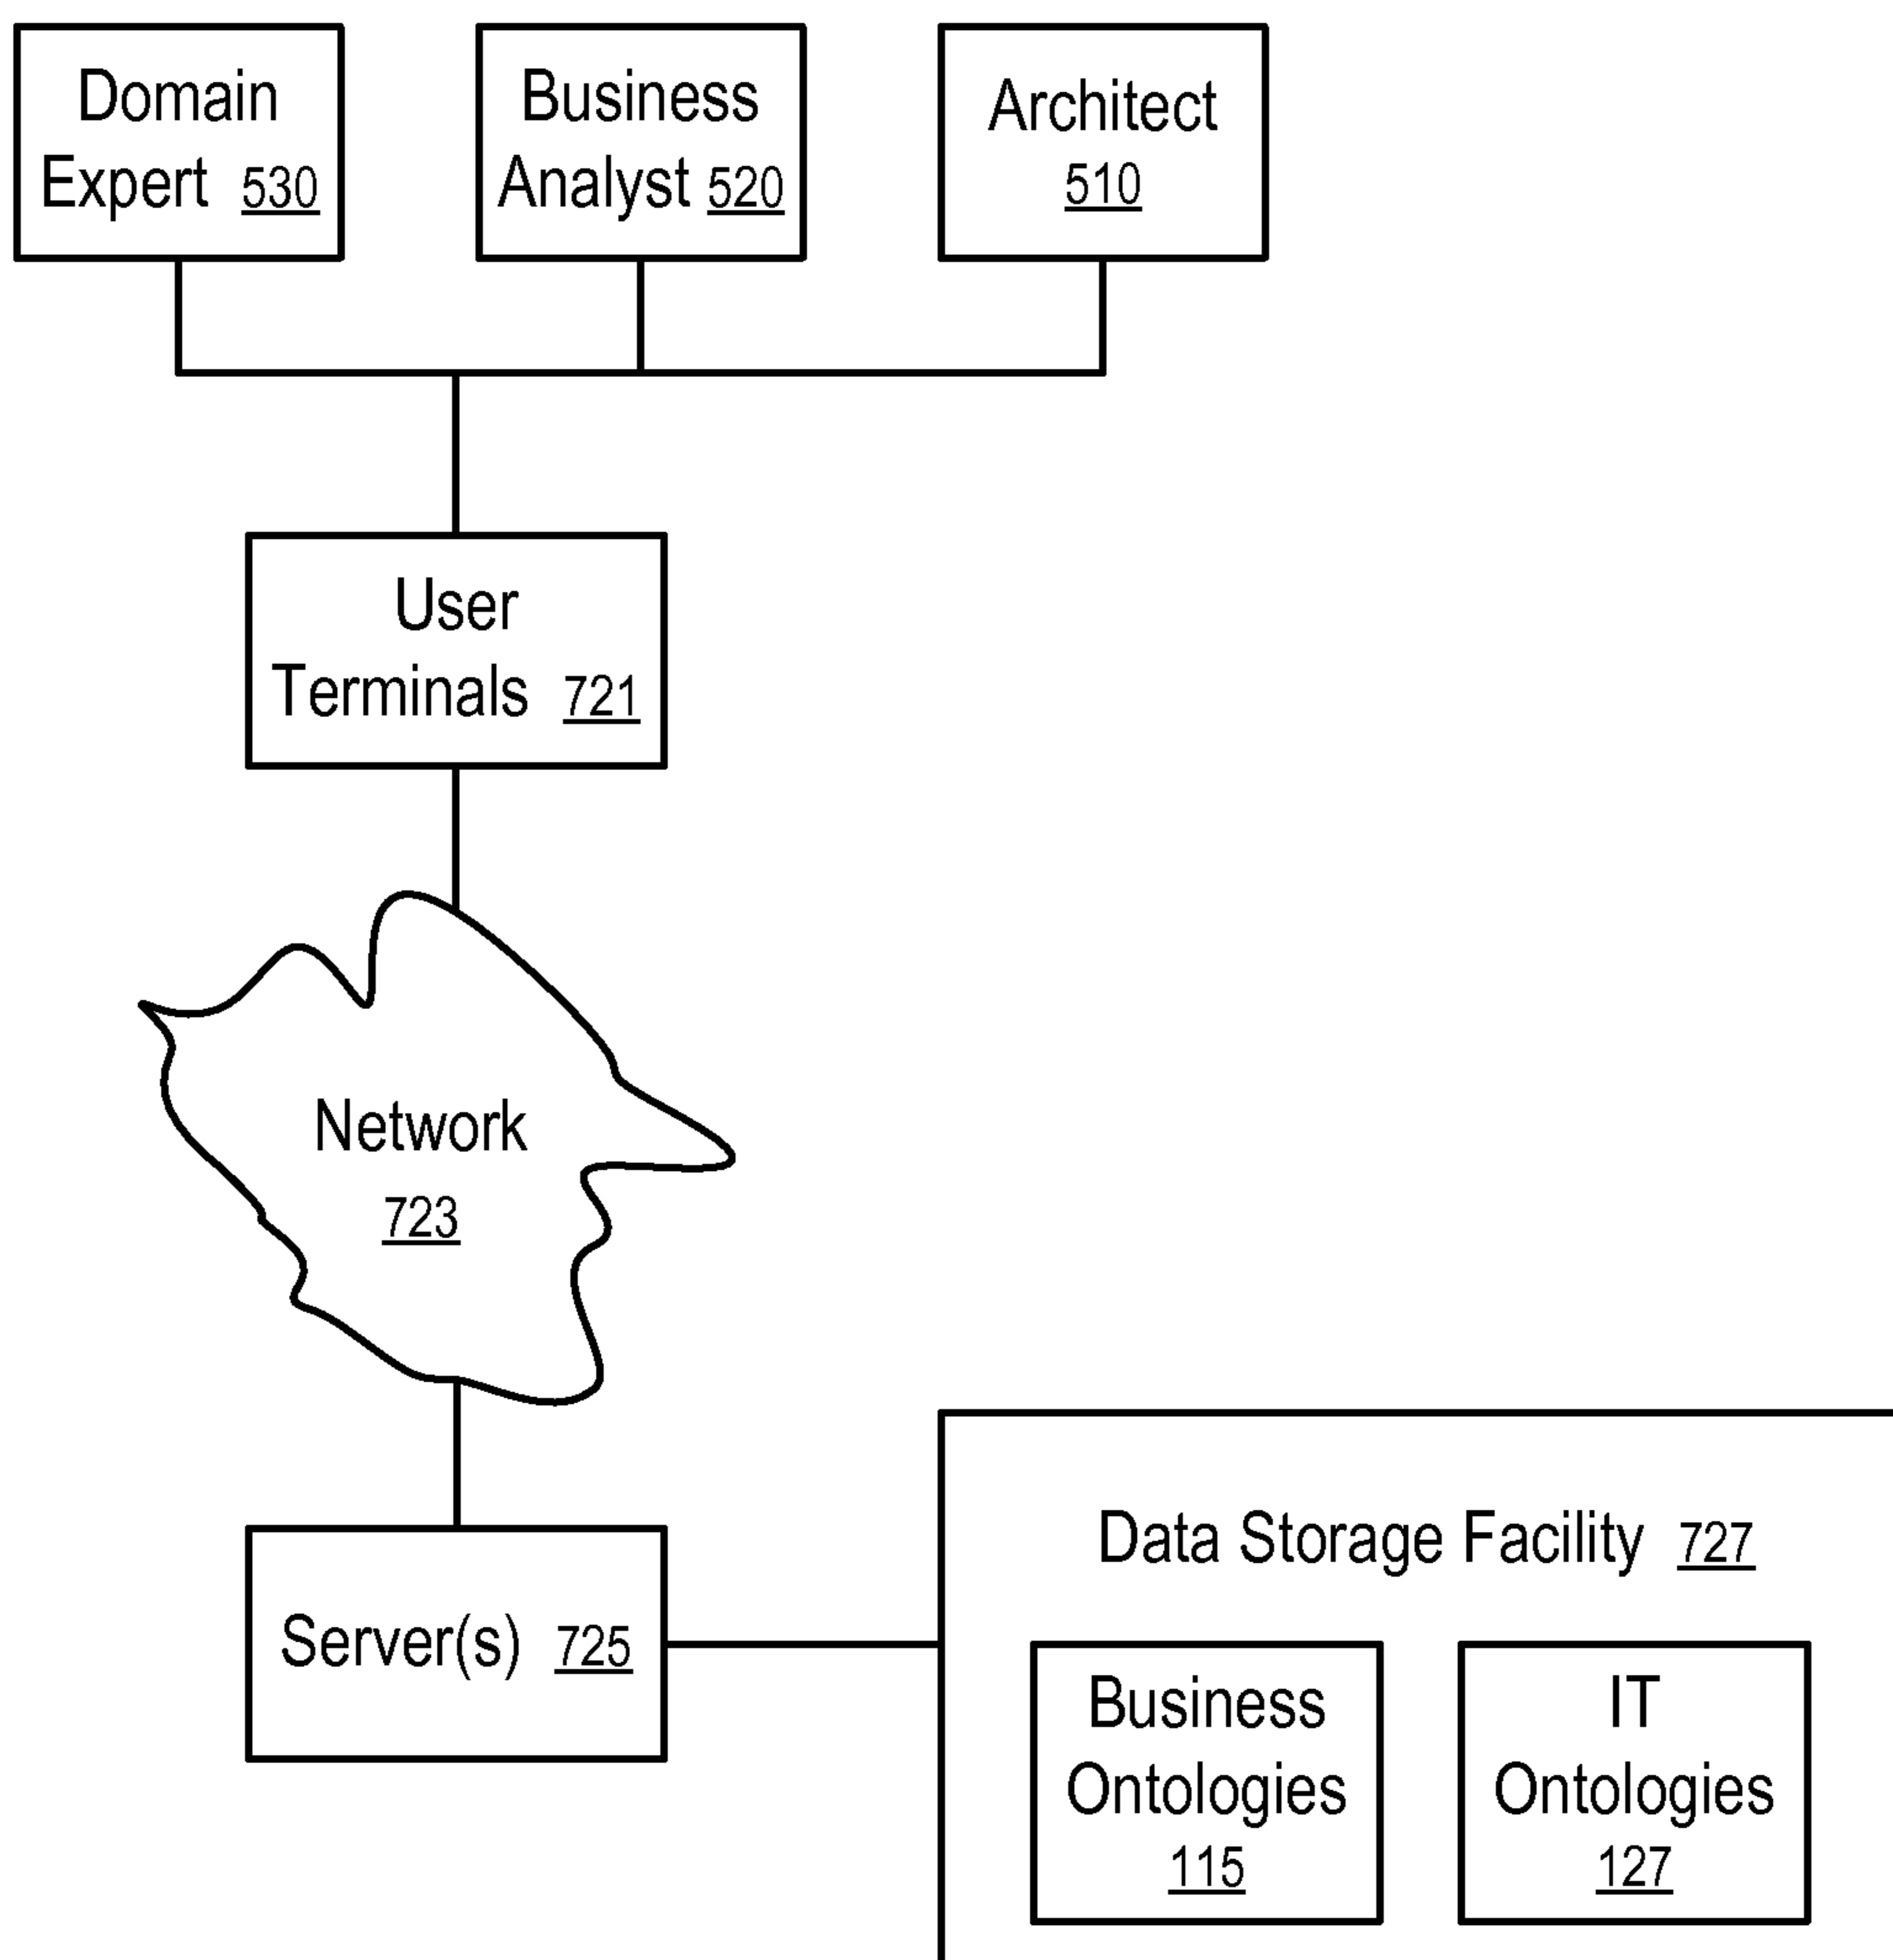 Domain
Expert 530
Business
Analyst 520
Architect
510
User
Terminals 721
Network
723
Server(s) 725
Data Storage Facility 727
Business
Ontologies
115
IT
Ontologies
127